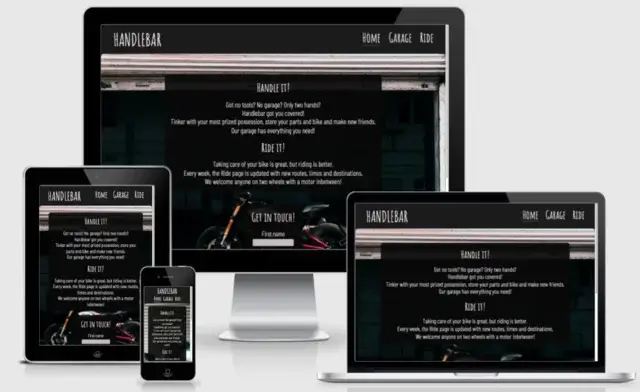 HANDLEBAR
Home Garage Ride
Handle it!
Got no tools? No garage? Only two hands?
Handlebar got you covered!
Tinker with your most prized possession, store your parts and bike and make new friends.
Our garage has everything you need!
Ride it!
Taking care of your bike is great, but riding is better.
Every week, the Ride page is updated with new routes, times and destinations.
We welcome anyone on two wheels with a motor inbetween!
Get in touch!
First name
HANDLEBAR
Home Garage Ride
Handle it!
Got no tools? No garage? Only two hands?
Handlebar got you covered!
Tinker with your most prized possession, store your
parts and bike and make new friends.
Our garage has everything you need!
Ride it!
Taking care of your bike is great, but riding is better.
Every week, the Ride page is updated with new routes,
times and destinations.
We welcome anyone on two wheels with a motor
inbetween!
Get in touch!
HANDLEBAR
Home Garage Ride
Handle it!
Ride it!
HANDLEBAR
Home Garage Ride
Handle it!
Got no tools? No garage? Only two hands?
Handlebar got you covered!
Tinker with your most prized possession, store your parts and bike and make new friends.
Our garage has everything you need!
Ride it!
Taking care of your bike is great, but riding is better.
Every week, the Ride page is updated with new routes, times and destinations.
We welcome anyone on two wheels with a motor inbetween!